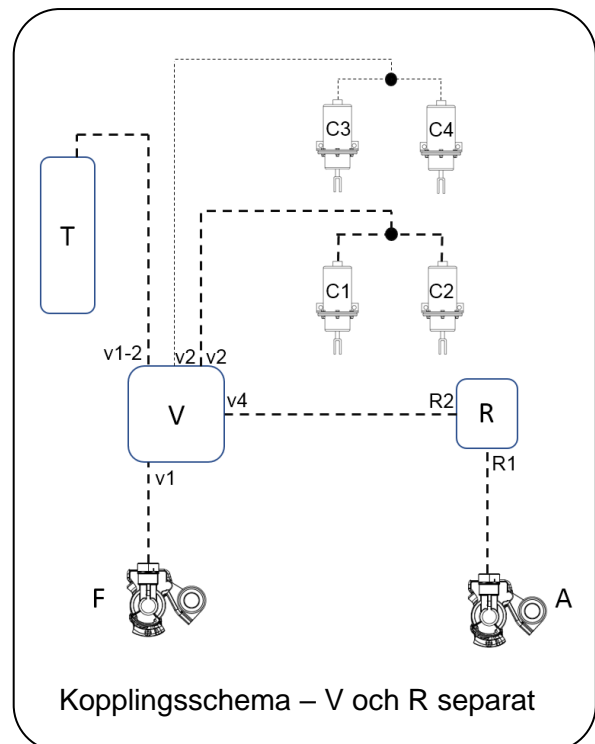 C3 C4
T
C1 C2
v1-2 v2 v2
V v4 R2 R
v1 R1
F A
Kopplingsschema – V och R separat